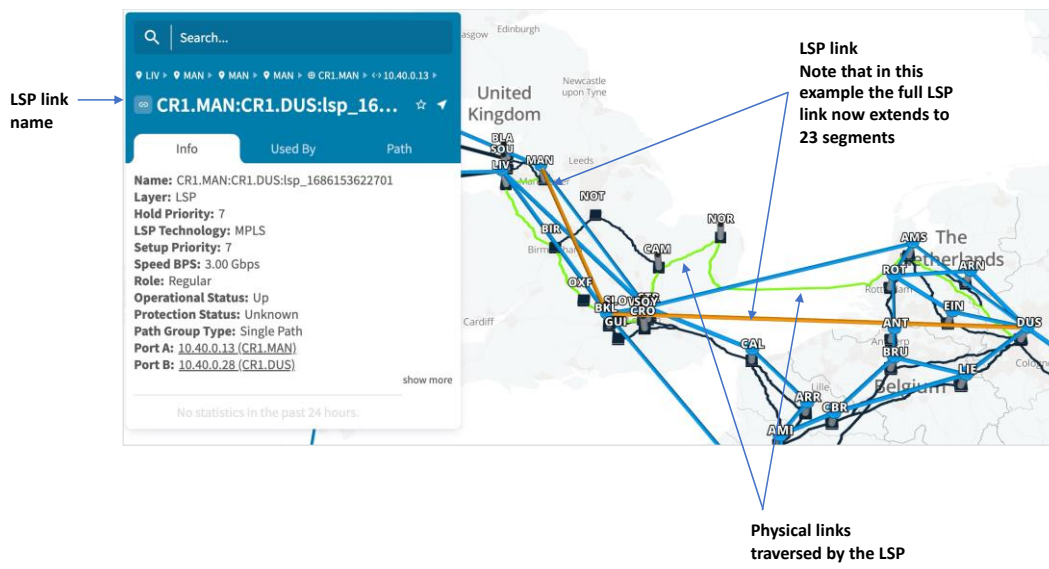 Search...
LIV ▸ MAN ▸ MAN ▸ MAN ▸ CR1.MAN ▸ 10.40.0.13 ▸
CR1.MAN:CR1.DUS:lsp_16...
Info Used By Path
Name: CR1.MAN:CR1.DUS:lsp_1686153622701
Layer: LSP
Hold Priority: 7
LSP Technology: MPLS
Setup Priority: 7
Speed BPS: 3.00 Gbps
Role: Regular
Operational Status: Up
Protection Status: Unknown
Path Group Type: Single Path
Port A: 10.40.0.13 (CR1.MAN)
Port B: 10.40.0.28 (CR1.DUS)
show more
No statistics in the past 24 hours.
LSP link
name
LSP link
Note that in this
example the full LSP
link now extends to
23 segments
Physical links
traversed by the LSP
asgow
Edinburgh
United
Kingdom
Newcastle
upon Tyne
BLA
SOU
LIV
MAN
Leeds
NOT
BIR
CAM
NOR
OXF
Cardiff
BKL
SLOV
SOY
CRO
GUI
CAL
Lille
ARR
CBR
AMI
AMS
The
Netherlands
ROT
ARN
EIN
ANT
BRU
LIE
Belgium
DUS
Cologne